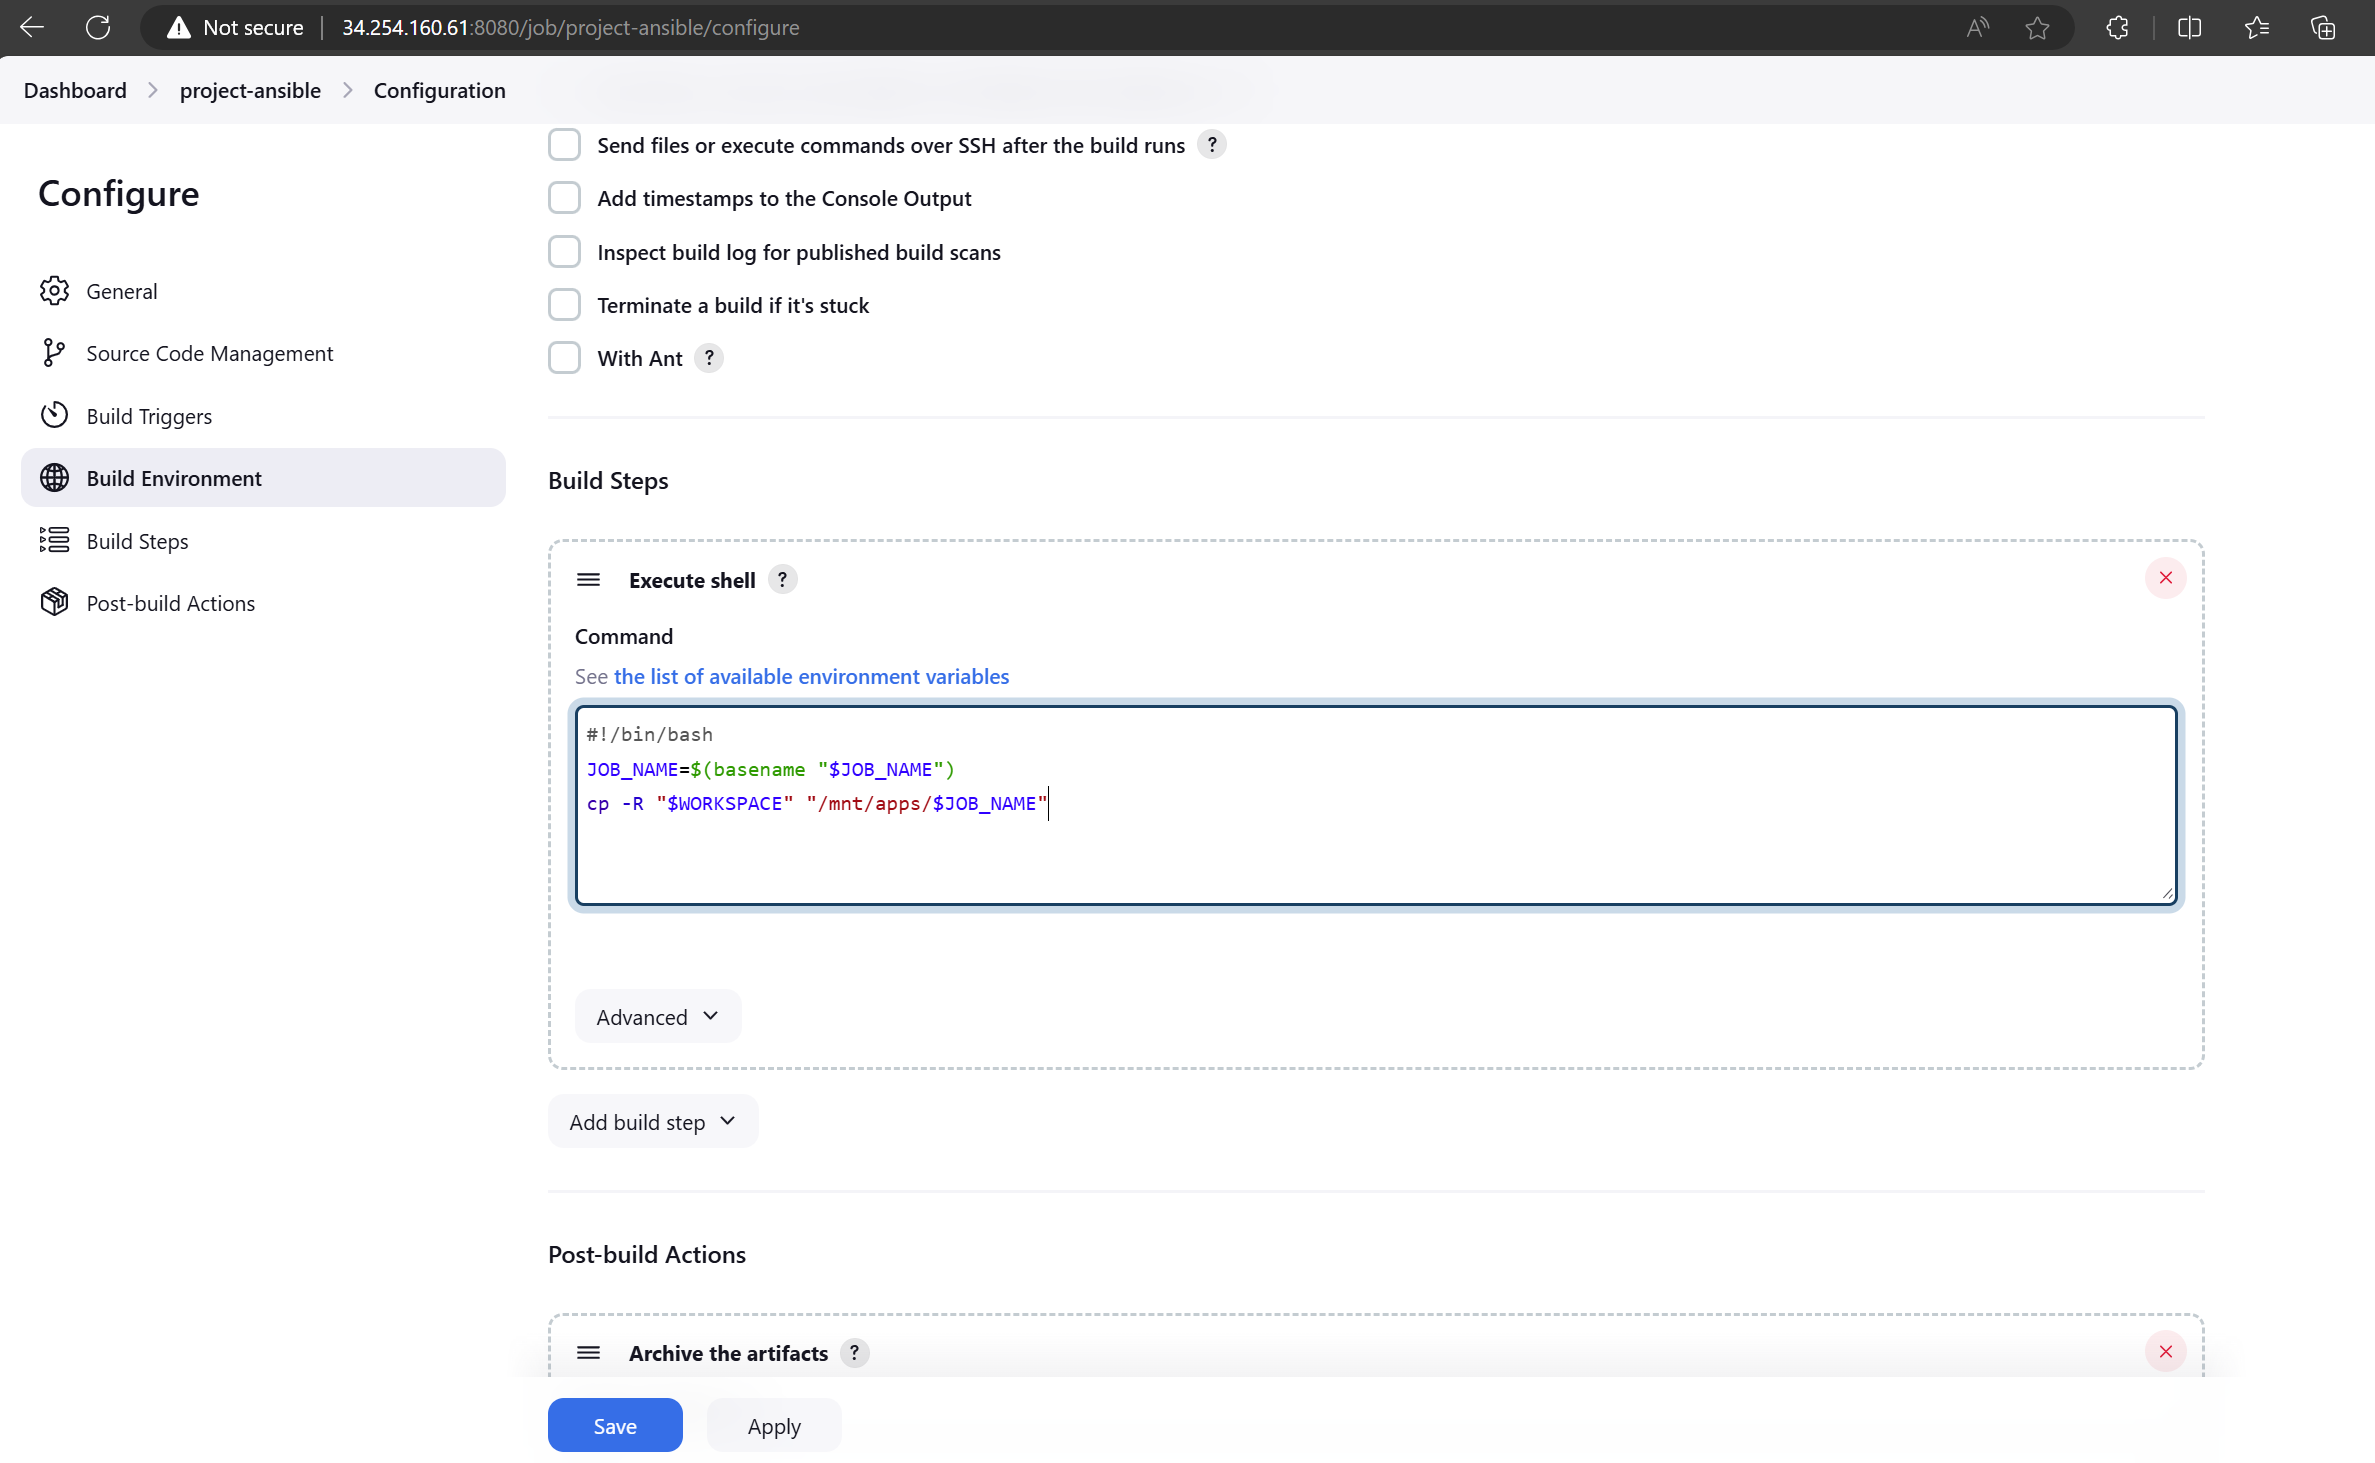 Not secure
34.254.160.61:8080/job/project-ansible/configure
Dashboard > project-ansible > Configuration
Configure
General
Source Code Management
Build Triggers
Build Environment
Build Steps
Post-build Actions
Send files or execute commands over SSH after the build runs ?
Add timestamps to the Console Output
Inspect build log for published build scans
Terminate a build if it's stuck
With Ant ?
Build Steps
Execute shell ?
Command
See the list of available environment variables
#!/bin/bash
JOB_NAME=$(basename "$JOB_NAME")
cp -R "$WORKSPACE" "/mnt/apps/$JOB_NAME"
Advanced
Add build step
Post-build Actions
Archive the artifacts ?
Save
Apply